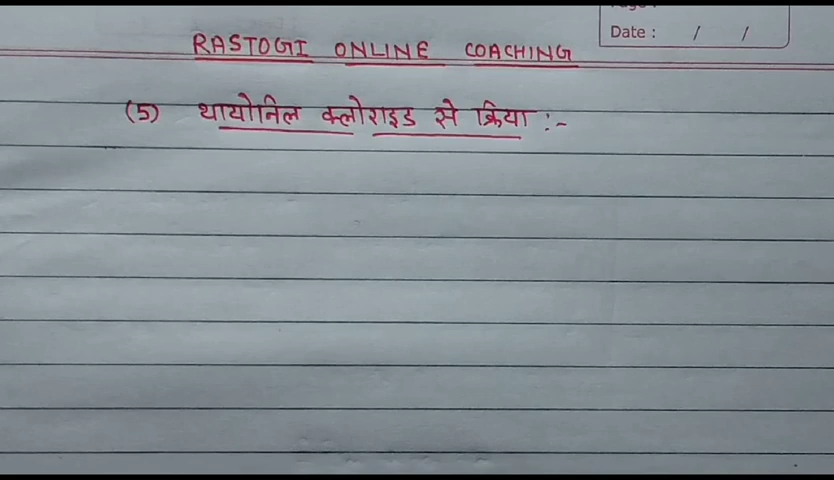 Date : / /
RASTOGI ONLINE COACHING
(5) थायोनिल क्लोराइड से क्रिया :-